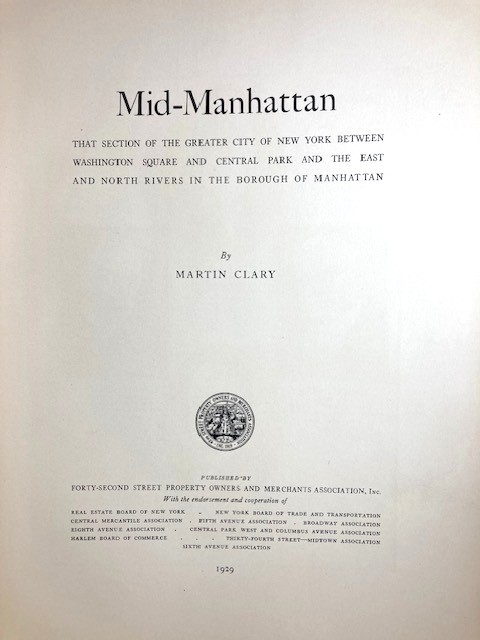 Mid-Manhattan
THAT SECTION OF THE GREATER CITY OF NEW YORK BETWEEN
WASHINGTON SQUARE AND CENTRAL PARK AND THE EAST
AND NORTH RIVERS IN THE BOROUGH OF MANHATTAN
By
MARTIN CLARY
PUBLISHED BY
FORTY-SECOND STREET PROPERTY OWNERS AND MERCHANTS ASSOCIATION, Inc.
With the endorsement and cooperation of
REAL ESTATE BOARD OF NEW YORK . NEW YORK BOARD OF TRADE AND TRANSPORTATION
CENTRAL MERCANTILE ASSOCIATION . FIFTH AVENUE ASSOCIATION . BROADWAY ASSOCIATION
EIGHTH AVENUE ASSOCIATION . CENTRAL PARK WEST AND COLUMBUS AVENUE ASSOCIATION
HARLEM BOARD OF COMMERCE . . . THIRTY-FOURTH STREET—MIDTOWN ASSOCIATION
SIXTH AVENUE ASSOCIATION
1929